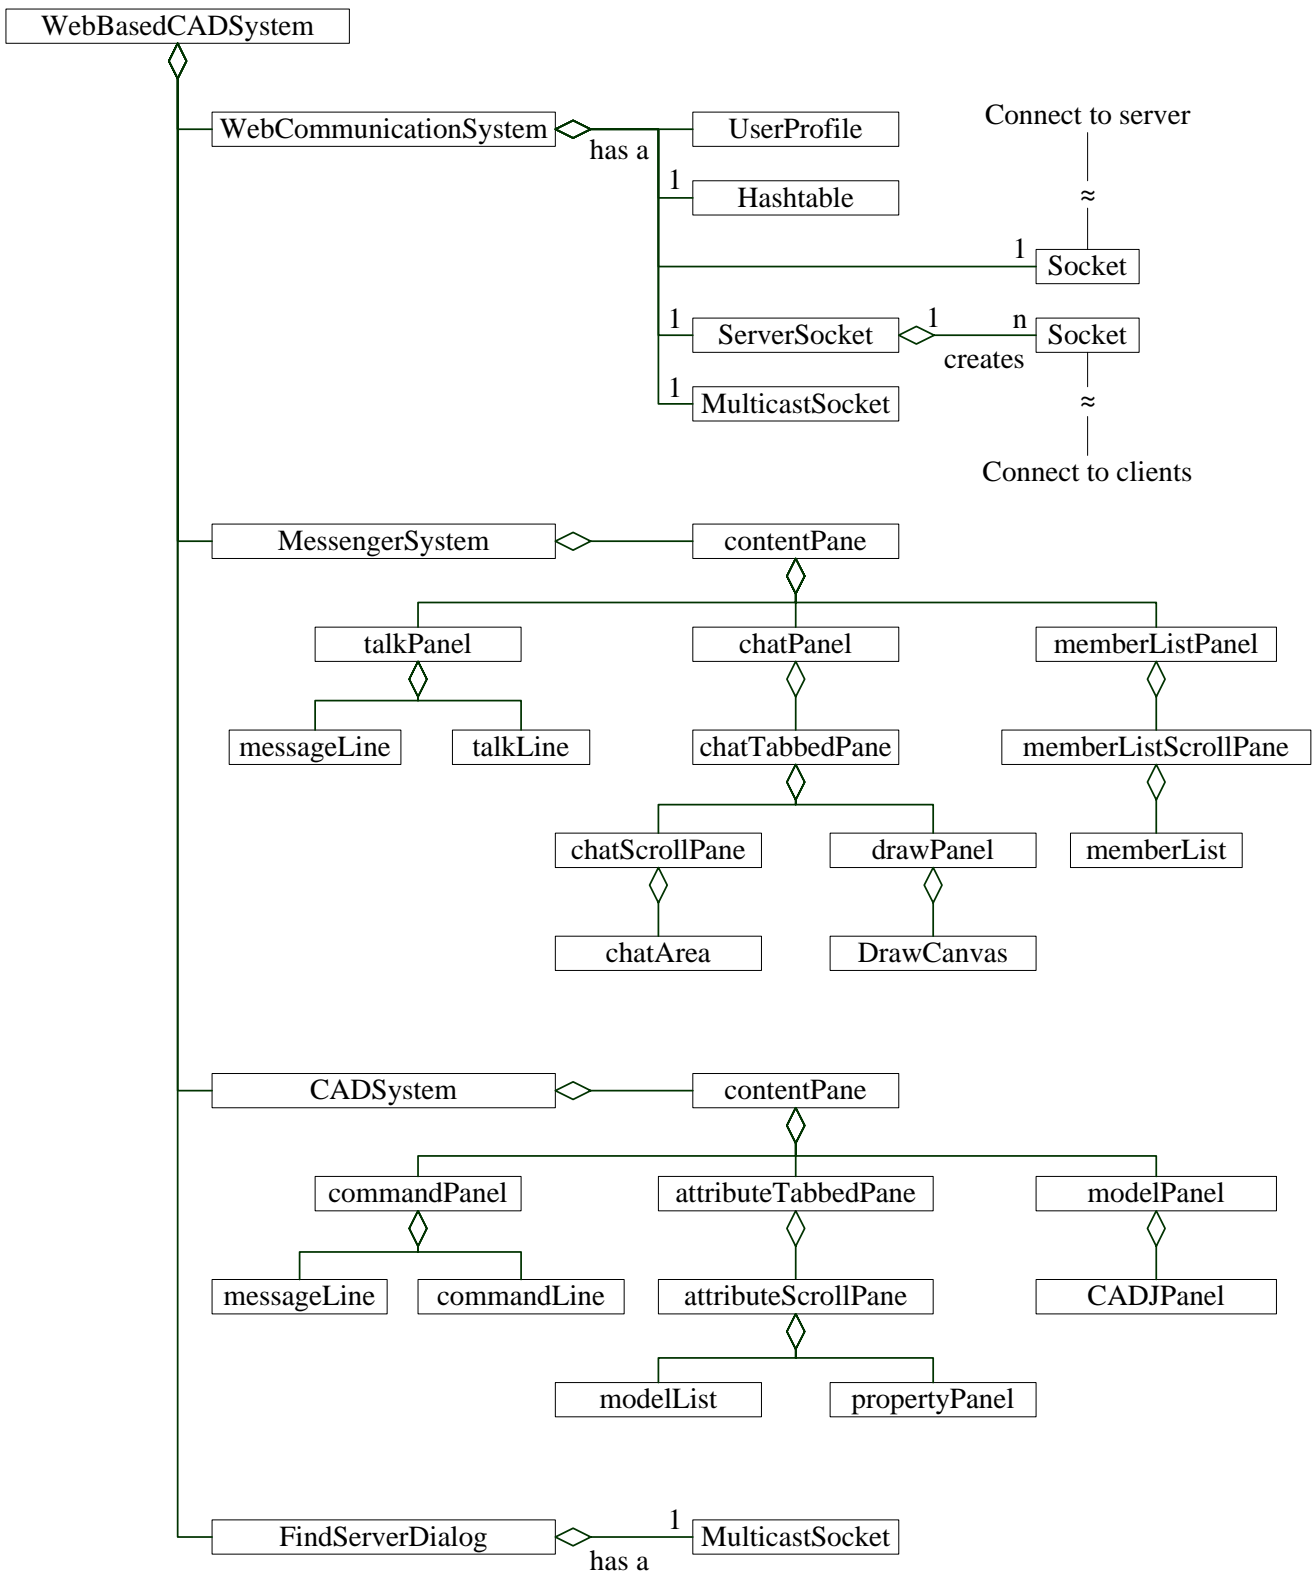 WebBasedCADSystem
WebCommunicationSystem
has a
UserProfile
Connect to server
1
Hashtable
≈
1
Socket
1
ServerSocket
1
n
creates
Socket
1
MulticastSocket
≈
Connect to clients
MessengerSystem
contentPane
talkPanel
chatPanel
memberListPanel
messageLine
talkLine
chatTabbedPane
memberListScrollPane
chatScrollPane
drawPanel
memberList
chatArea
DrawCanvas
CADSystem
contentPane
commandPanel
attributeTabbedPane
modelPanel
messageLine
commandLine
attributeScrollPane
CADJPanel
modelList
propertyPanel
FindServerDialog
has a
1
MulticastSocket